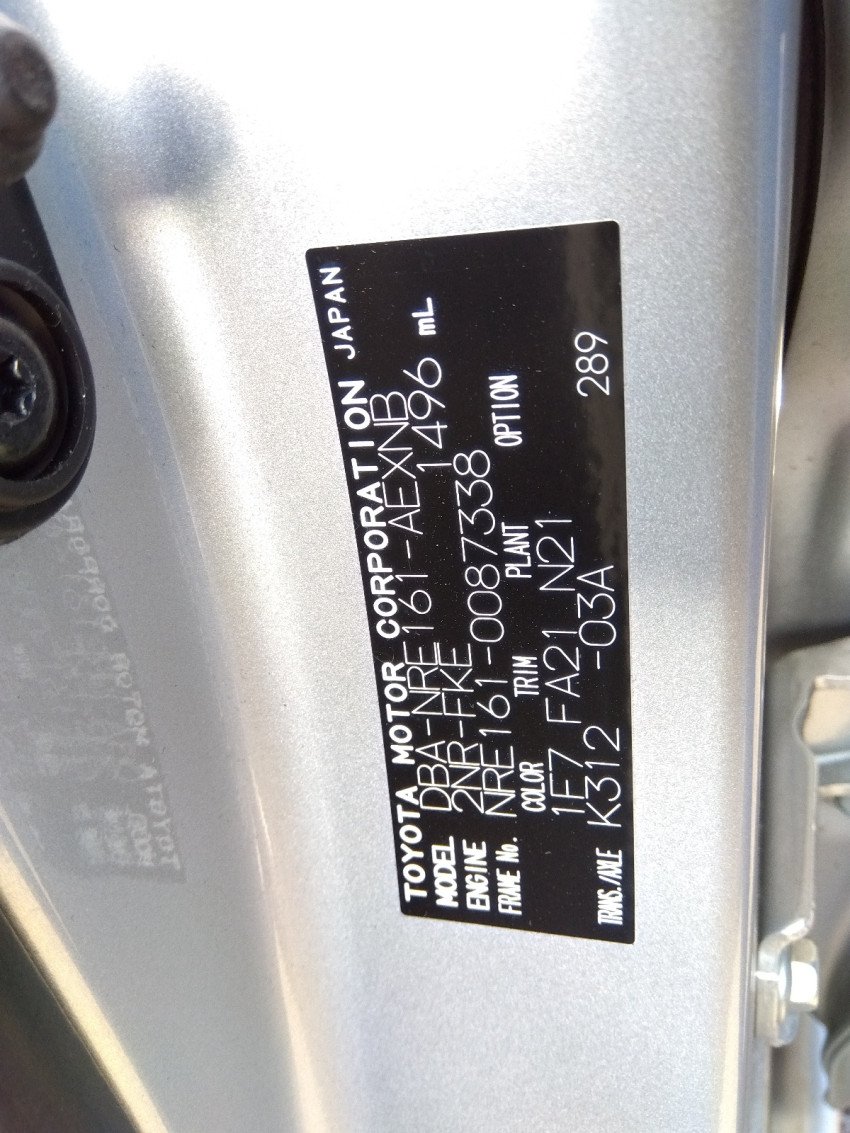 TOYOTA MOTOR CORPORATION JAPAN
MODEL DBA-NRE161-AEXNB
ENGINE 2NR-FKE 1496 mL
FRAME No. NRE161-0087338
COLOR TRIM PLANT OPTION
1F7 FA21 N21
TRANS./AXLE K312 -03A 289